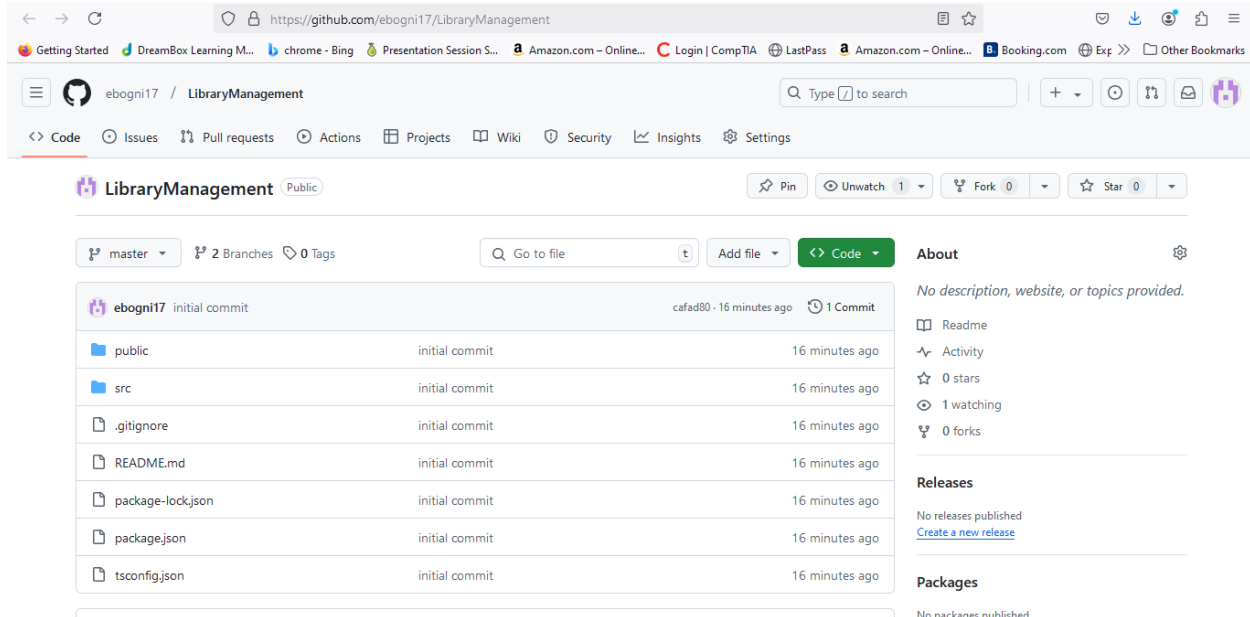 https://github.com/ebogni17/LibraryManagement
Getting Started DreamBox Learning M... chrome - Bing Presentation Session S... Amazon.com – Online... Login | CompTIA LastPass Amazon.com – Online... Booking.com Exp Other Bookmarks
ebogni17 / LibraryManagement Type / to search
Code Issues Pull requests Actions Projects Wiki Security Insights Settings
LibraryManagement Public Pin Unwatch 1 Fork 0 Star 0
master 2 Branches 0 Tags Go to file t Add file Code About
No description, website, or topics provided.
ebogni17 initial commit cafad80 · 16 minutes ago 1 Commit
Readme
public initial commit 16 minutes ago
Activity
0 stars
src initial commit 16 minutes ago
1 watching
.gitignore initial commit 16 minutes ago
0 forks
README.md initial commit 16 minutes ago
Releases
package-lock.json initial commit 16 minutes ago
No releases published
Create a new release
package.json initial commit 16 minutes ago
tsconfig.json initial commit 16 minutes ago
Packages
No packages published